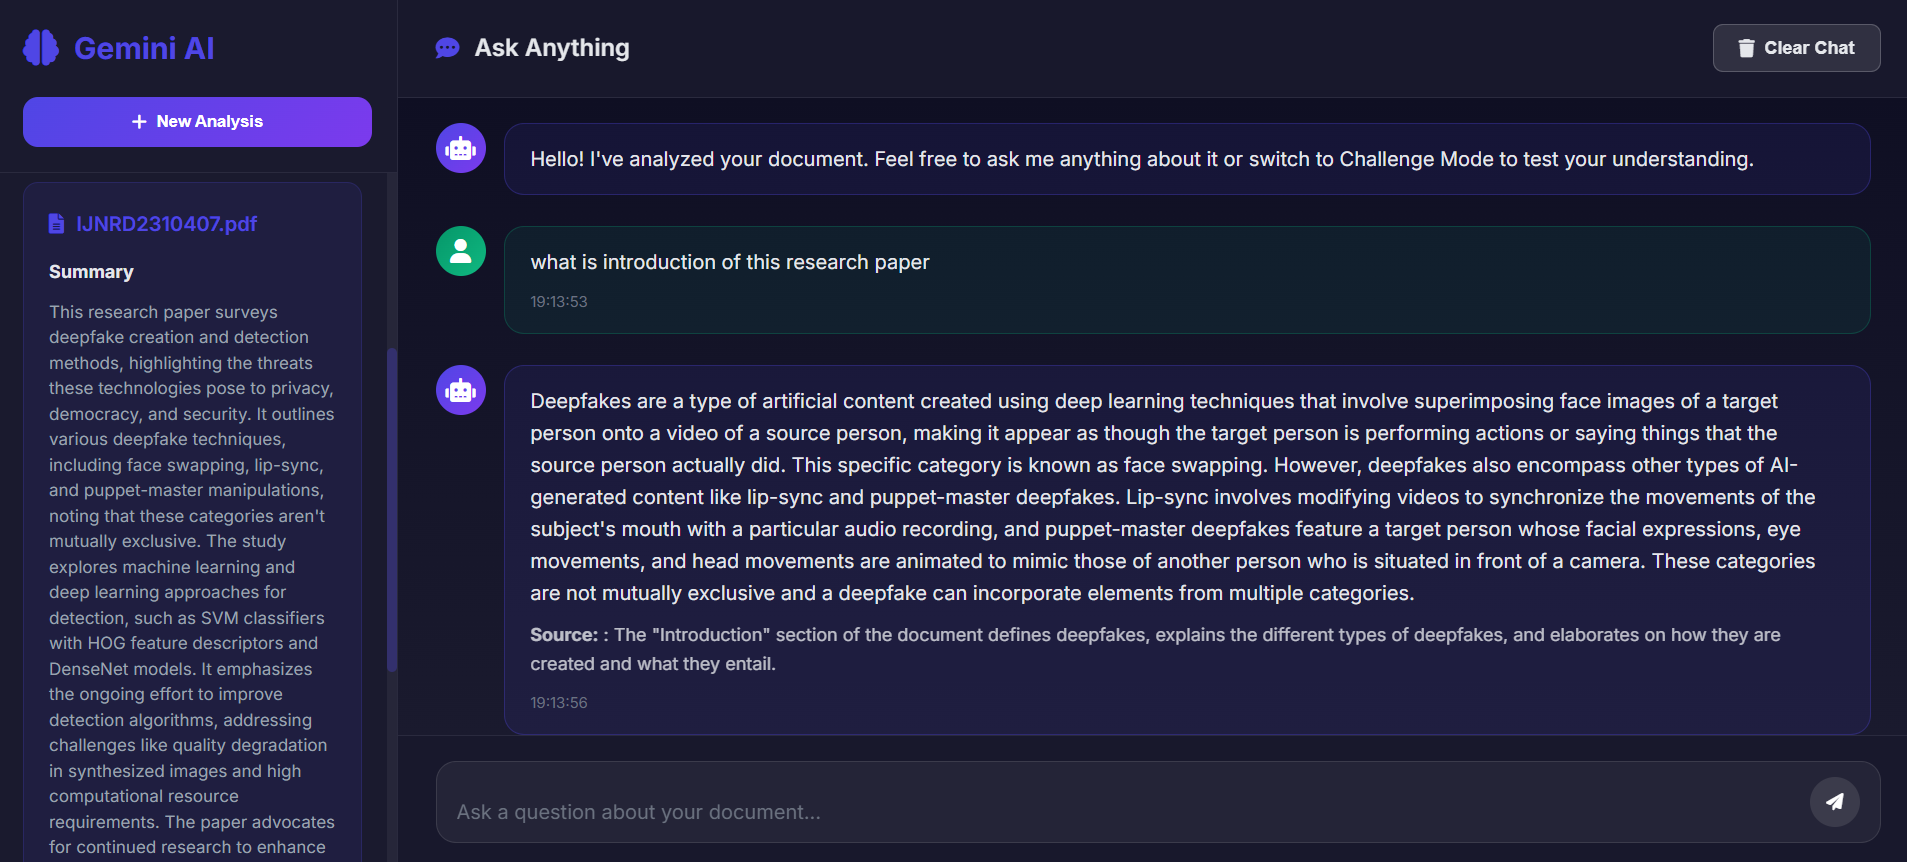 Gemini AI
New Analysis
IJNRD2310407.pdf
Summary
This research paper surveys
deepfake creation and detection
methods, highlighting the threats
these technologies pose to privacy,
democracy, and security. It outlines
various deepfake techniques,
including face swapping, lip-sync,
and puppet-master manipulations,
noting that these categories aren't
mutually exclusive. The study
explores machine learning and
deep learning approaches for
detection, such as SVM classifiers
with HOG feature descriptors and
DenseNet models. It emphasizes
the ongoing effort to improve
detection algorithms, addressing
challenges like quality degradation
in synthesized images and high
computational resource
requirements. The paper advocates
for continued research to enhance
Ask Anything
Clear Chat
Hello! I've analyzed your document. Feel free to ask me anything about it or switch to Challenge Mode to test your understanding.
what is introduction of this research paper
19:13:53
Deepfakes are a type of artificial content created using deep learning techniques that involve superimposing face images of a target
person onto a video of a source person, making it appear as though the target person is performing actions or saying things that the
source person actually did. This specific category is known as face swapping. However, deepfakes also encompass other types of AI-
generated content like lip-sync and puppet-master deepfakes. Lip-sync involves modifying videos to synchronize the movements of the
subject's mouth with a particular audio recording, and puppet-master deepfakes feature a target person whose facial expressions, eye
movements, and head movements are animated to mimic those of another person who is situated in front of a camera. These categories
are not mutually exclusive and a deepfake can incorporate elements from multiple categories.
Source: : The "Introduction" section of the document defines deepfakes, explains the different types of deepfakes, and elaborates on how they are
created and what they entail.
19:13:56
Ask a question about your document...